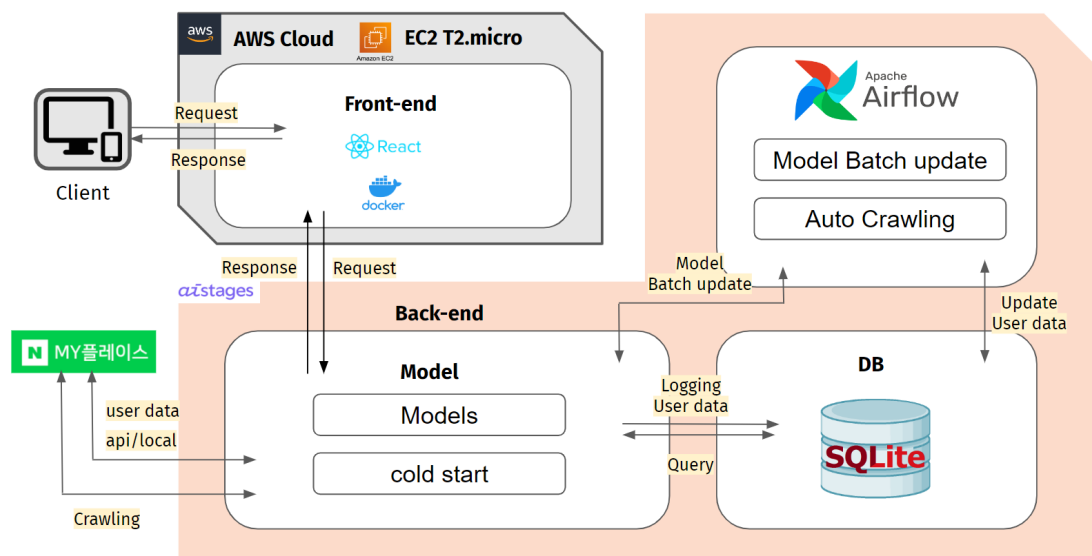 aws
AWS Cloud
Amazon EC2
EC2 T2.micro
Front-end
React
docker
Request
Response
Client
Apache
Airflow
Model Batch update
Auto Crawling
Response
Request
aistages
Model
Batch update
Update
User data
Back-end
N MY플레이스
user data
api/local
Crawling
Model
Models
cold start
Logging
User data
Query
DB
SQLite